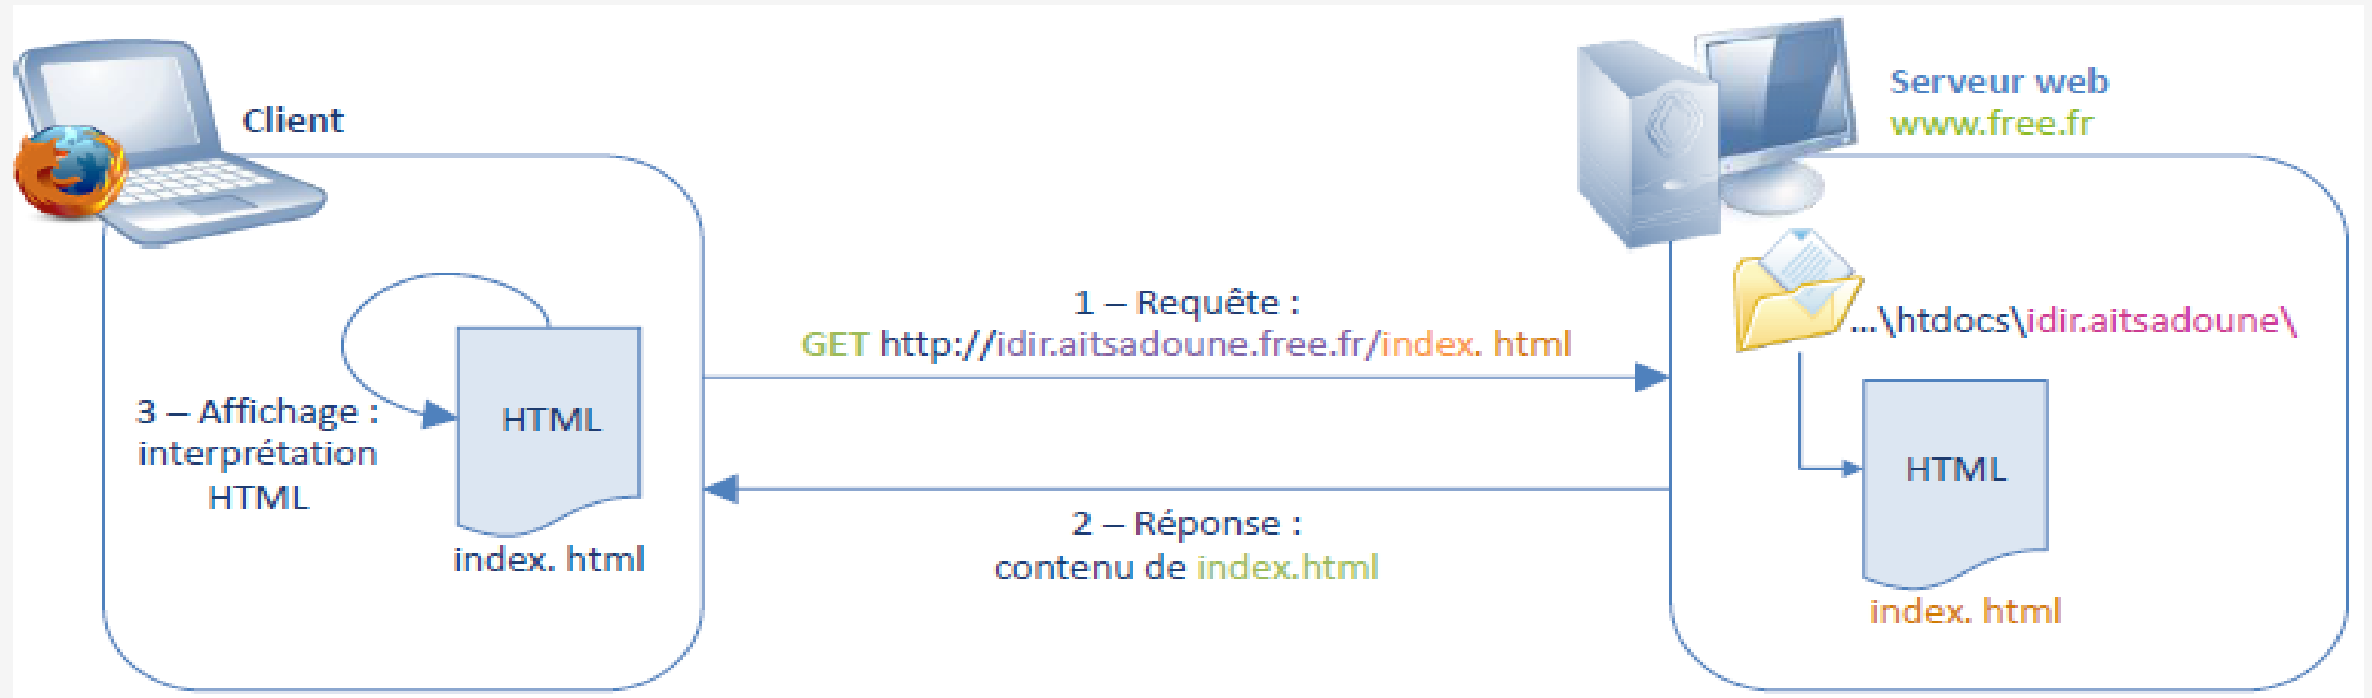 Client
Serveur web
www.free.fr
1 – Requête :
GET http://idir.aitsadoune.free.fr/index. html
...\htdocs\idir.aitsadoune\
3 – Affichage :
interprétation
HTML
HTML
index. html
2 – Réponse :
contenu de index.html
HTML
index. html